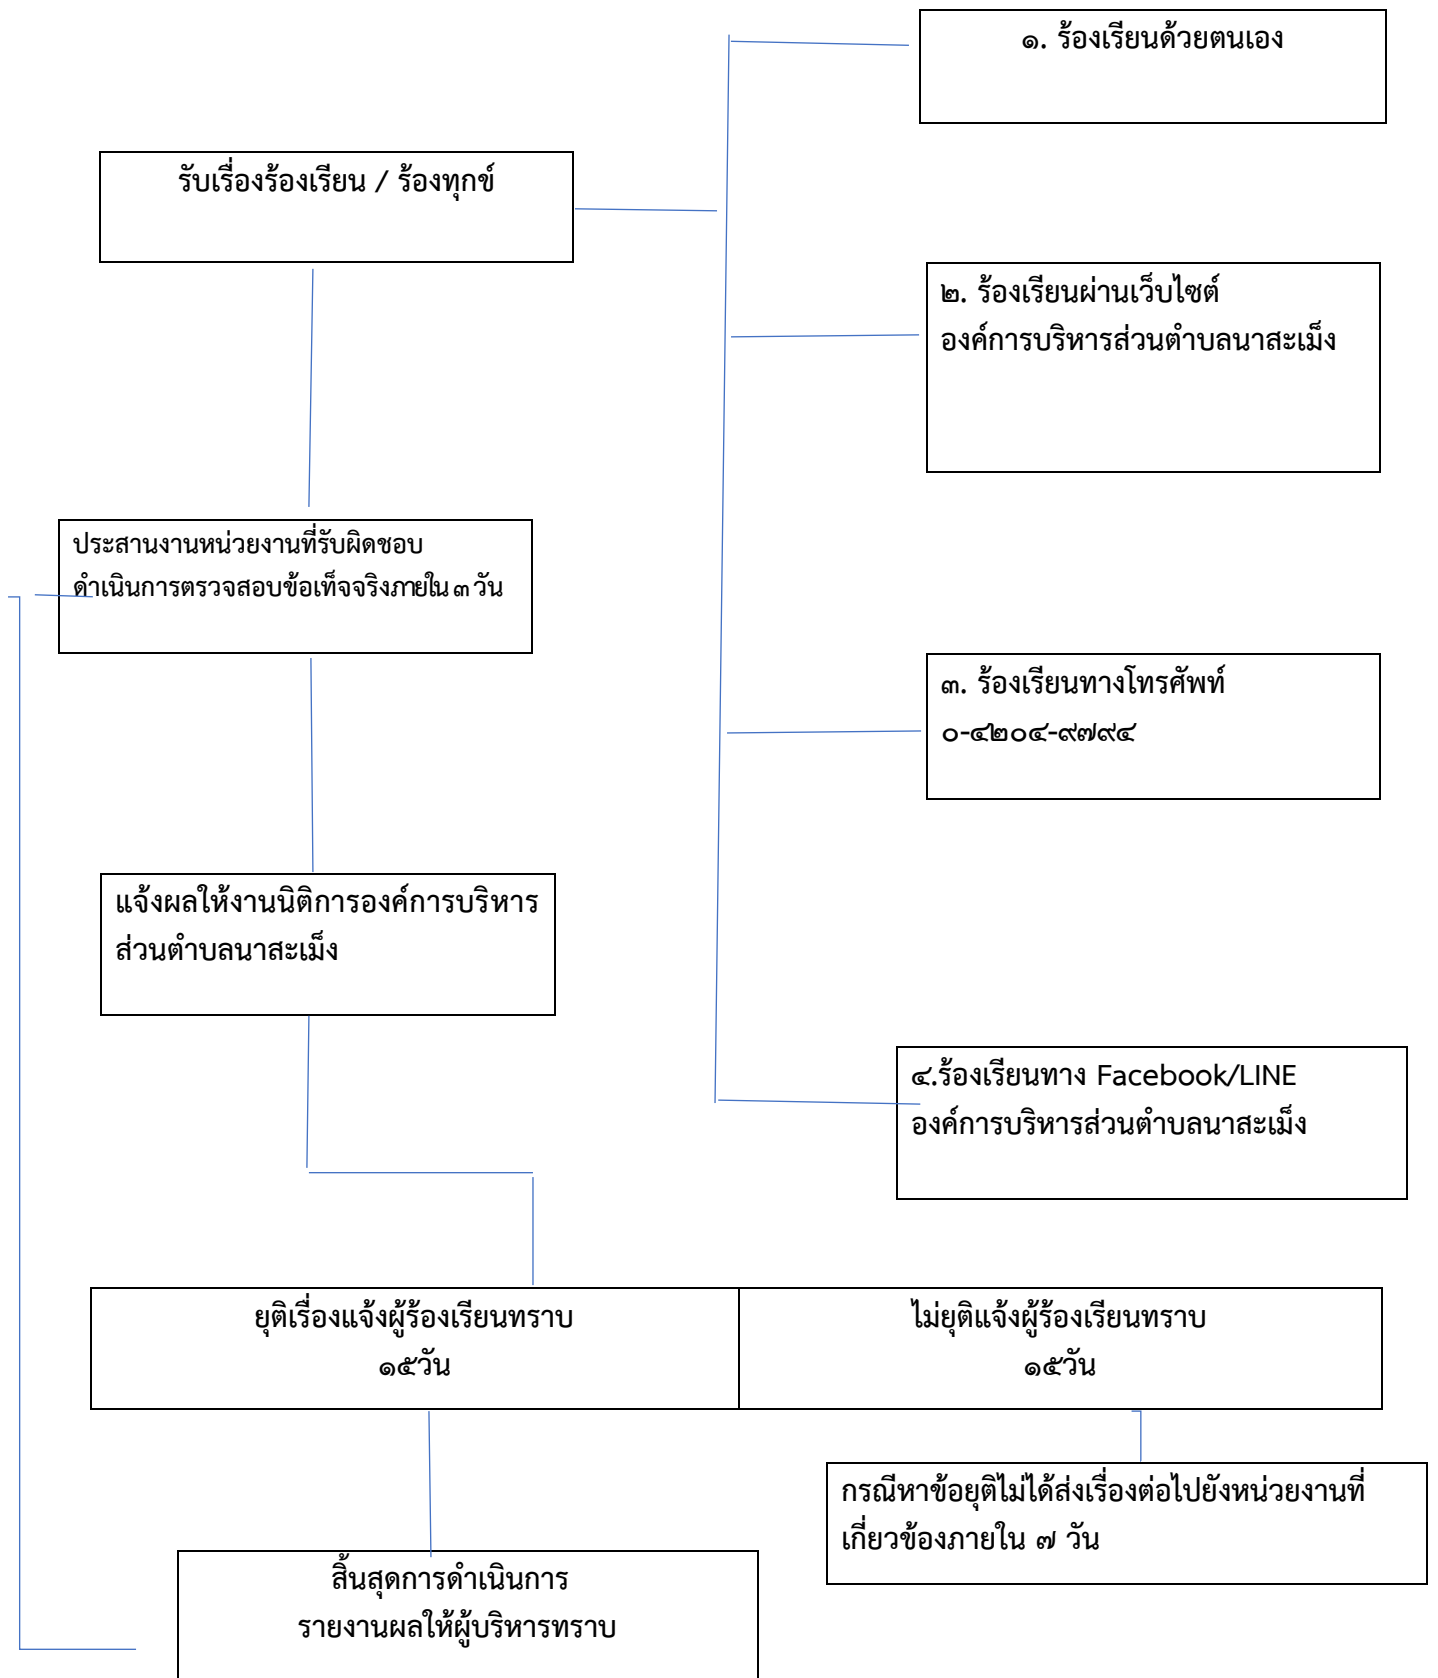 ๑. ร้องเรียนด้วยตนเอง
รับเรื่องร้องเรียน / ร้องทุกข์
๒. ร้องเรียนผ่านเว็บไซต์
องค์การบริหารส่วนตำบลนาสะเม็ง
ประสานงานหน่วยงานที่รับผิดชอบ
ดำเนินการตรวจสอบข้อเท็จจริงภายใน ๓ วัน
๓. ร้องเรียนทางโทรศัพท์
๐-๔๒๐๔-๙๗๙๔
แจ้งผลให้งานนิติการองค์การบริหาร
ส่วนตำบลนาสะเม็ง
๔.ร้องเรียนทาง Facebook/LINE
องค์การบริหารส่วนตำบลนาสะเม็ง
ยุติเรื่องแจ้งผู้ร้องเรียนทราบ
๑๕วัน
ไม่ยุติแจ้งผู้ร้องเรียนทราบ
๑๕วัน
กรณีหาข้อยุติไม่ได้ส่งเรื่องต่อไปยังหน่วยงานที่
เกี่ยวข้องภายใน ๗ วัน
สิ้นสุดการดำเนินการ
รายงานผลให้ผู้บริหารทราบ